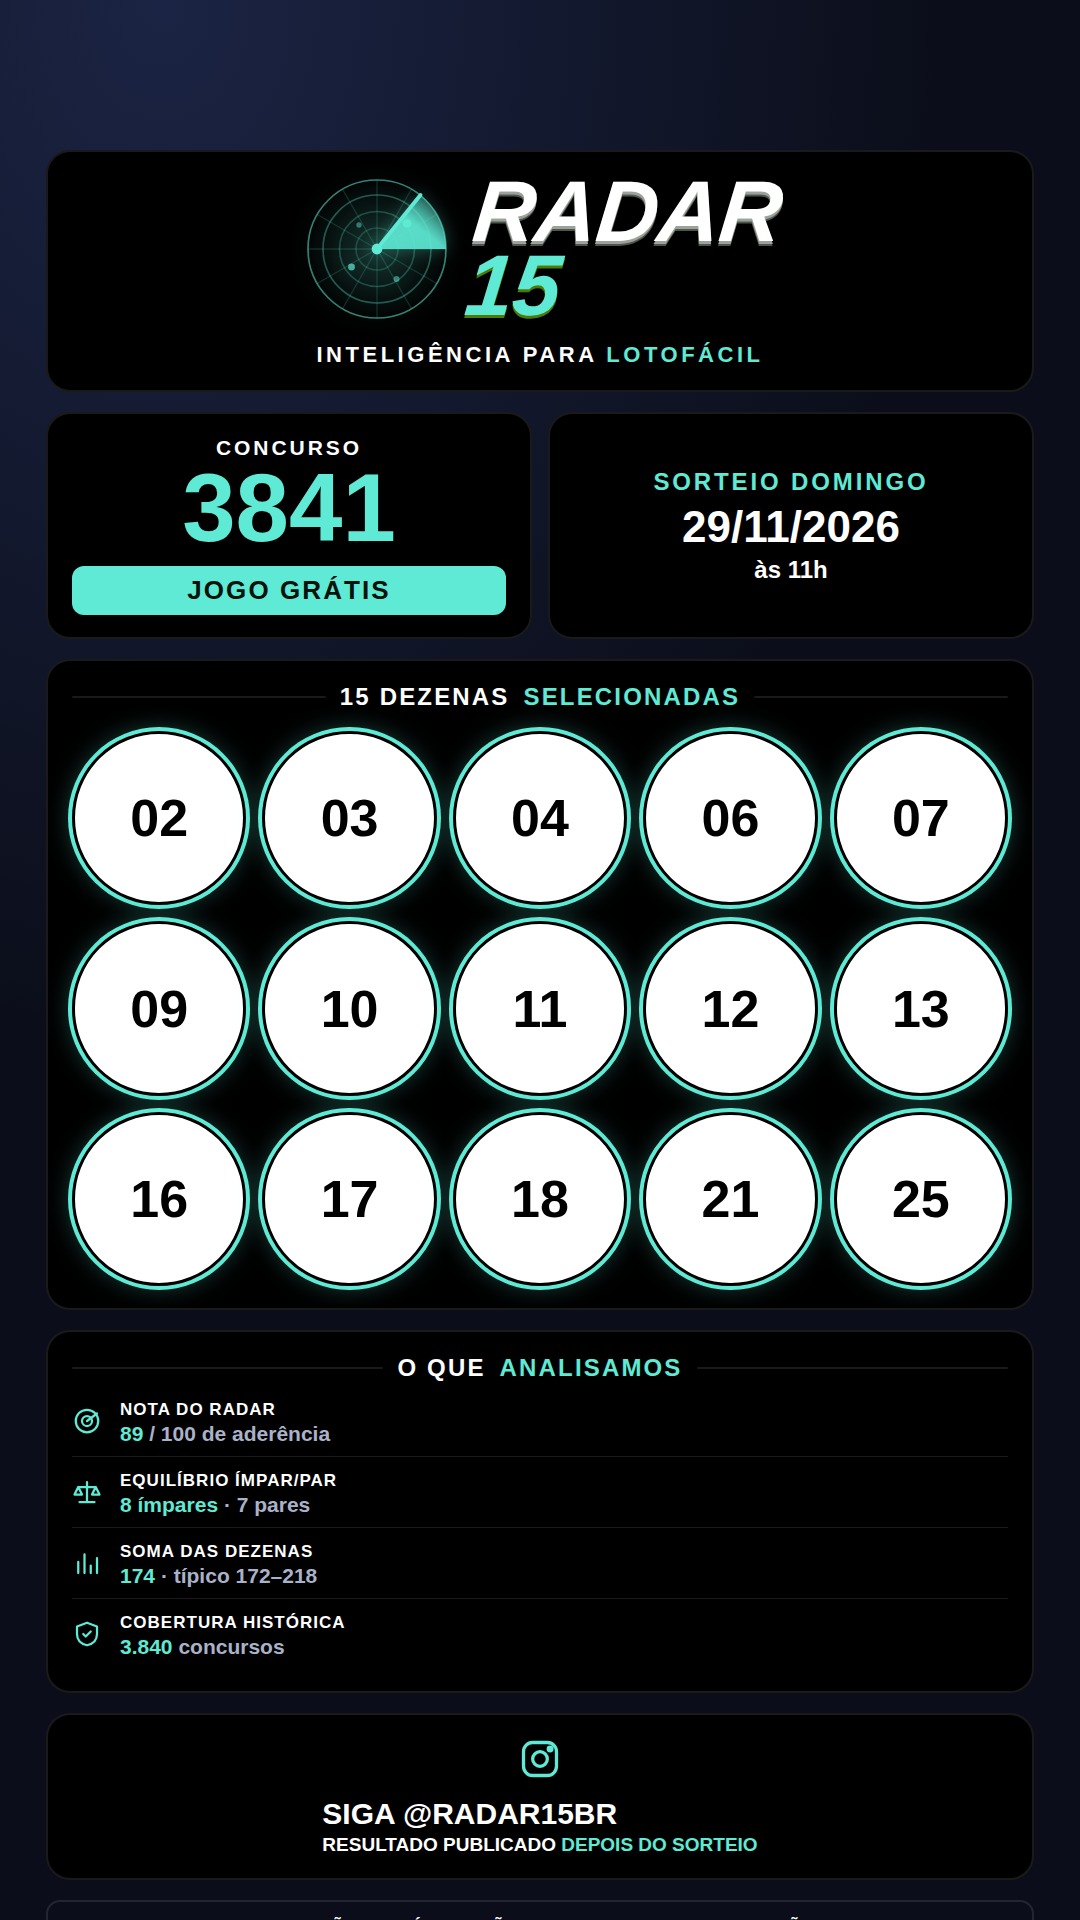 RADAR
15
INTELIGÊNCIA PARA LOTOFÁCIL
CONCURSO
3841
JOGO GRÁTIS
SORTEIO DOMINGO
29/11/2026
às 11h
15 DEZENAS SELECIONADAS
02 03 04 06 07
09 10 11 12 13
16 17 18 21 25
O QUE ANALISAMOS
NOTA DO RADAR
89 / 100 de aderência
EQUILÍBRIO ÍMPAR/PAR
8 ímpares · 7 pares
SOMA DAS DEZENAS
174 · típico 172–218
COBERTURA HISTÓRICA
3.840 concursos
SIGA @RADAR15BR
RESULTADO PUBLICADO DEPOIS DO SORTEIO